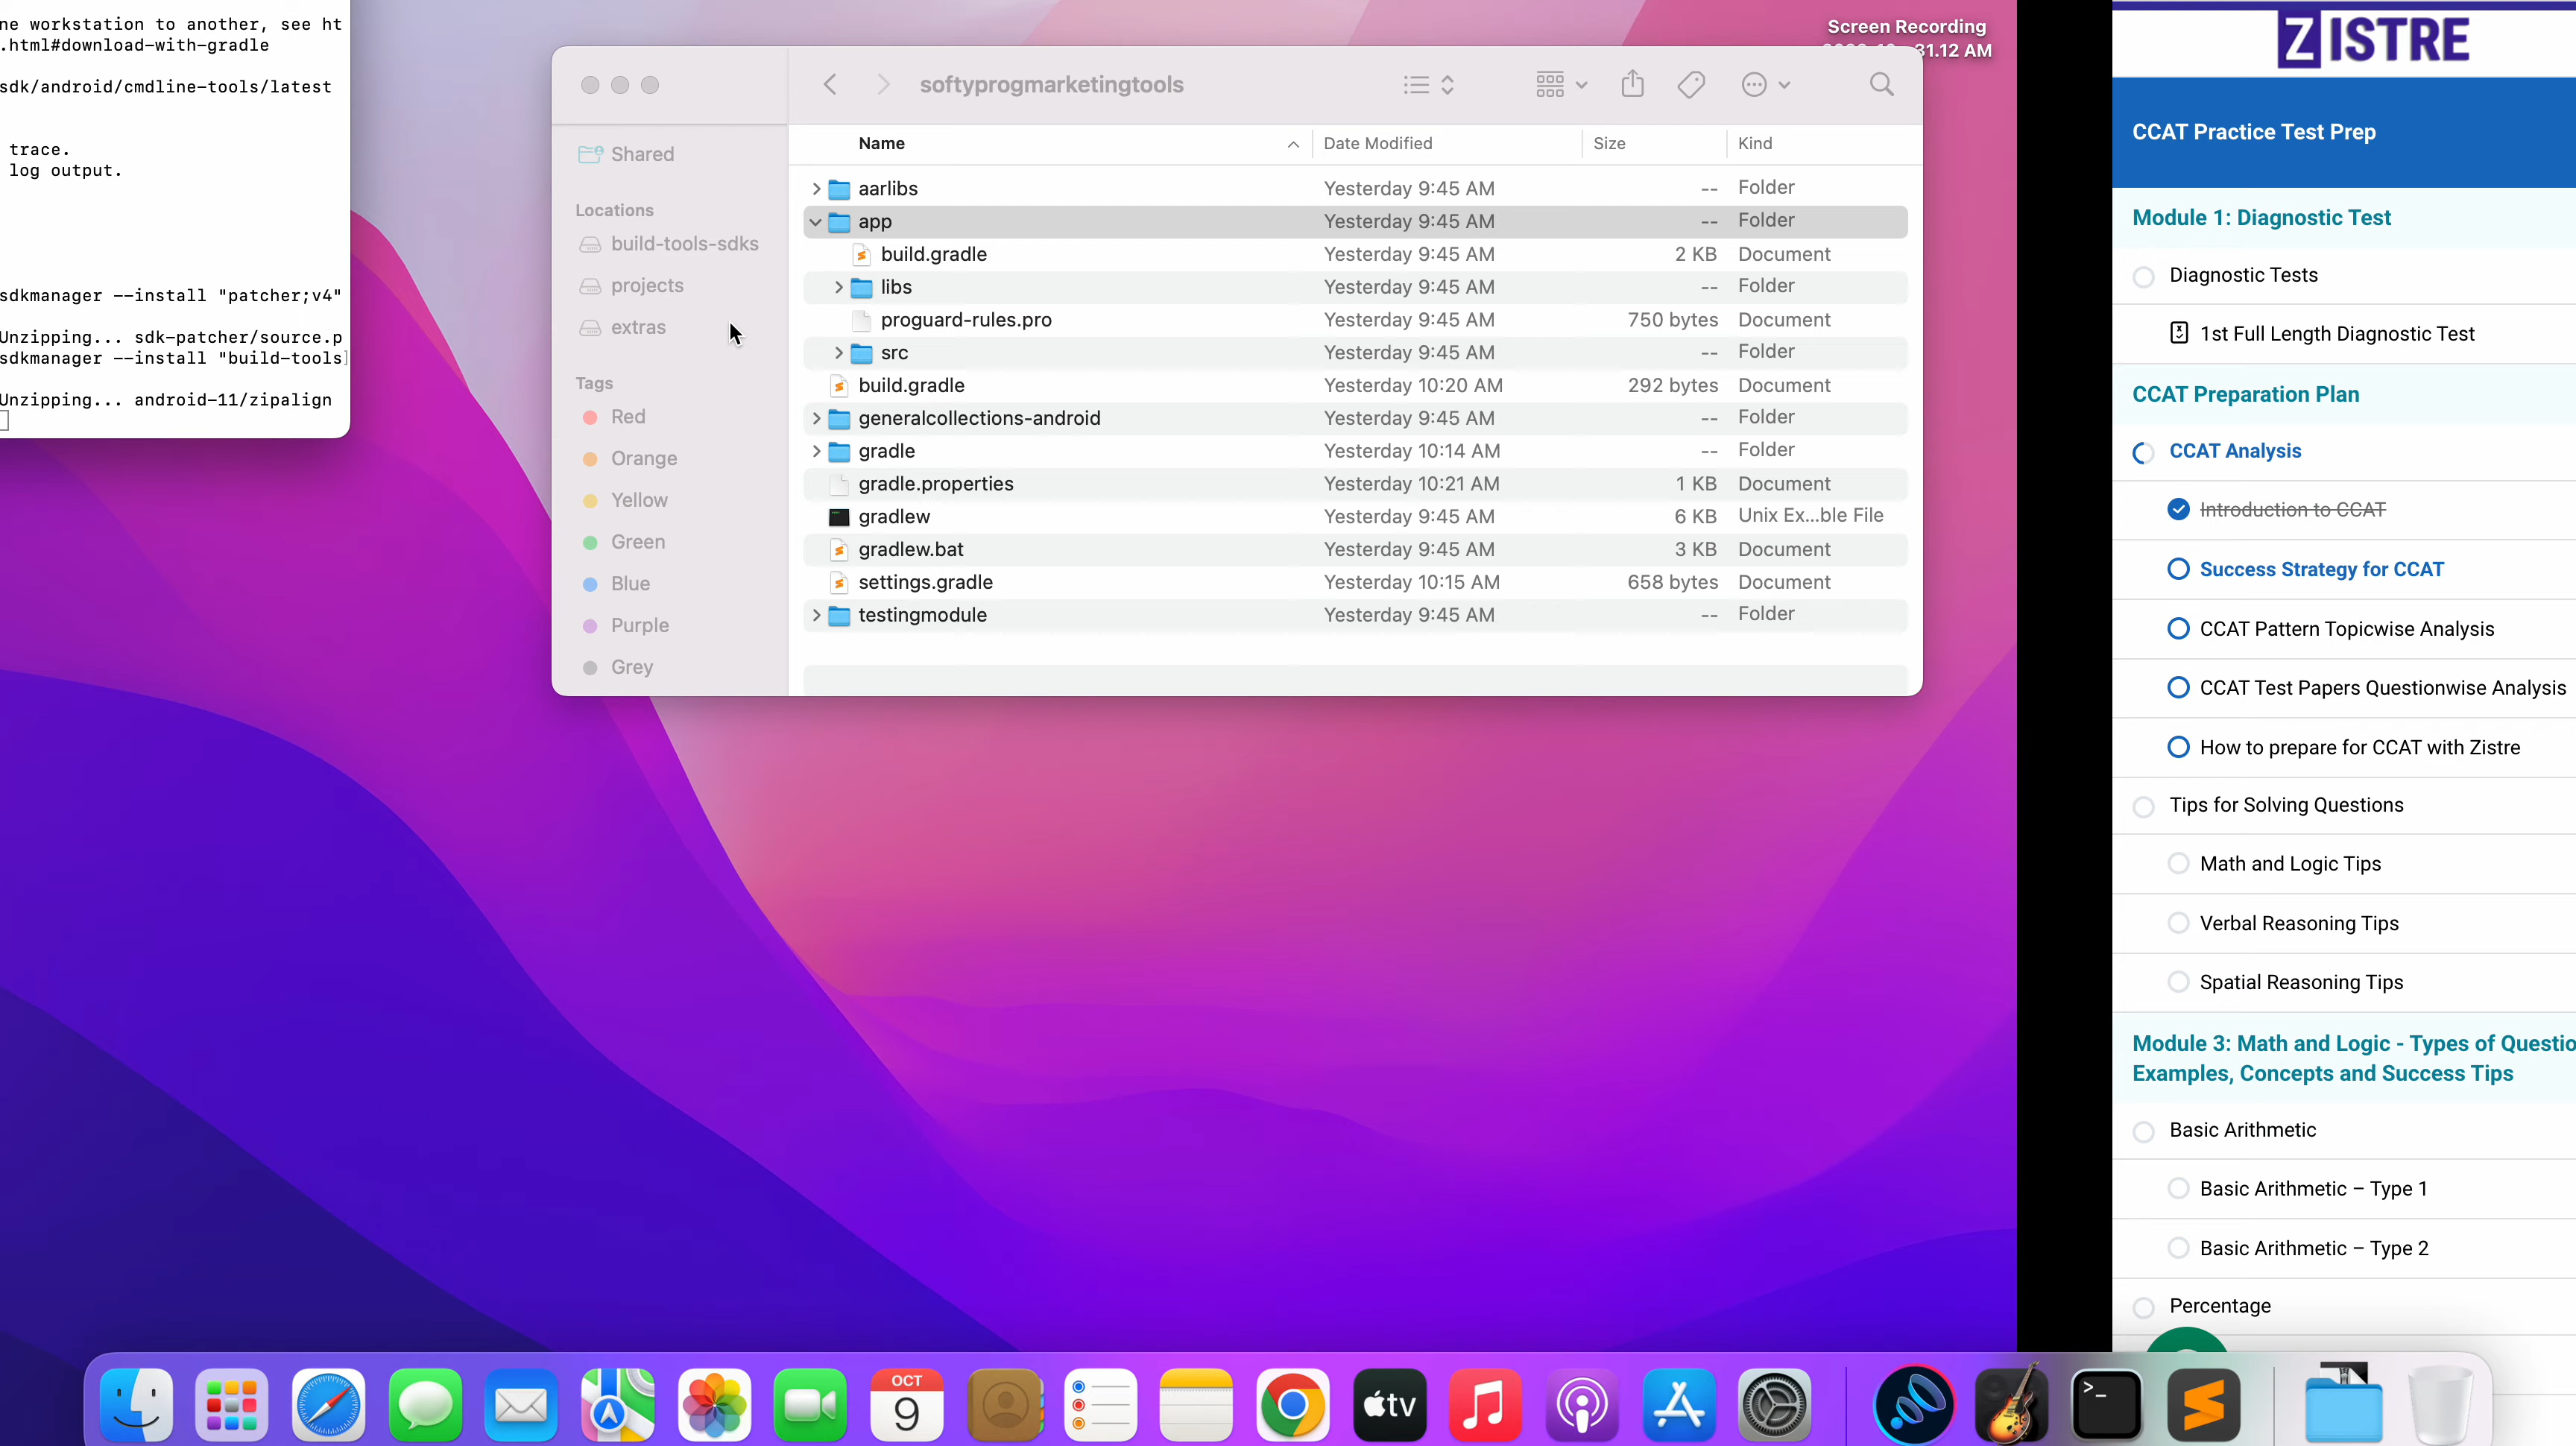 ne workstation to another, see ht
.html#download-with-gradle
sdk/android/cmdline-tools/latest
trace.
log output.
sdkmanager --install "patcher;v4"
Unzipping... sdk-patcher/source.p
sdkmanager --install "build-tools
Unzipping... android-11/zipalign
Screen Recording
31.12 AM
softyprogmarketingtools
Shared
Locations
build-tools-sdks
projects
extras
Tags
Red
Orange
Yellow
Green
Blue
Purple
Grey
Name Date Modified Size Kind
aarlibs Yesterday 9:45 AM -- Folder
app Yesterday 9:45 AM -- Folder
build.gradle Yesterday 9:45 AM 2 KB Document
libs Yesterday 9:45 AM -- Folder
proguard-rules.pro Yesterday 9:45 AM 750 bytes Document
src Yesterday 9:45 AM -- Folder
build.gradle Yesterday 10:20 AM 292 bytes Document
generalcollections-android Yesterday 9:45 AM -- Folder
gradle Yesterday 10:14 AM -- Folder
gradle.properties Yesterday 10:21 AM 1 KB Document
gradlew Yesterday 9:45 AM 6 KB Unix Ex...ble File
gradlew.bat Yesterday 9:45 AM 3 KB Document
settings.gradle Yesterday 10:15 AM 658 bytes Document
testingmodule Yesterday 9:45 AM -- Folder
ZISTRE
CCAT Practice Test Prep
Module 1: Diagnostic Test
Diagnostic Tests
1st Full Length Diagnostic Test
CCAT Preparation Plan
CCAT Analysis
Introduction to CCAT
Success Strategy for CCAT
CCAT Pattern Topicwise Analysis
CCAT Test Papers Questionwise Analysis
How to prepare for CCAT with Zistre
Tips for Solving Questions
Math and Logic Tips
Verbal Reasoning Tips
Spatial Reasoning Tips
Module 3: Math and Logic - Types of Questio
Examples, Concepts and Success Tips
Basic Arithmetic
Basic Arithmetic – Type 1
Basic Arithmetic – Type 2
Percentage
OCT
9
tv